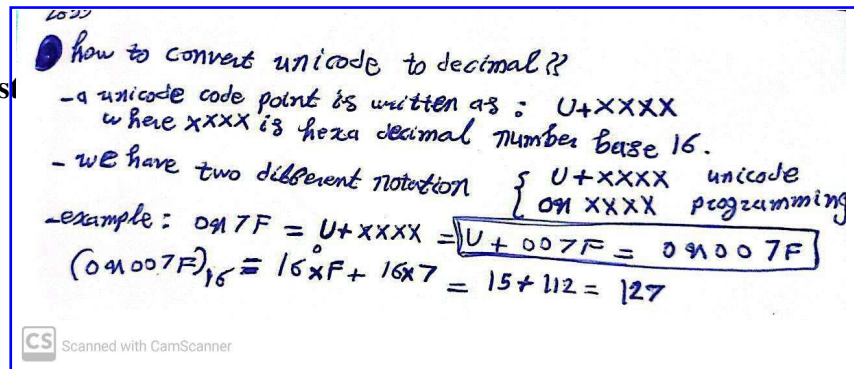 how to convert unicode to decimal??
- a unicode code point is written as : U+XXXX
where xxxx is hexa decimal number base 16.
- we have two different notation { U+XXXX unicode
0x XXXX programming
- example : 0x7F = U+XXXX = U+007F = 0x007F
(0x007F)₁₆ = 16⁰xF + 16x7 = 15+112 = 127
CS Scanned with CamScanner